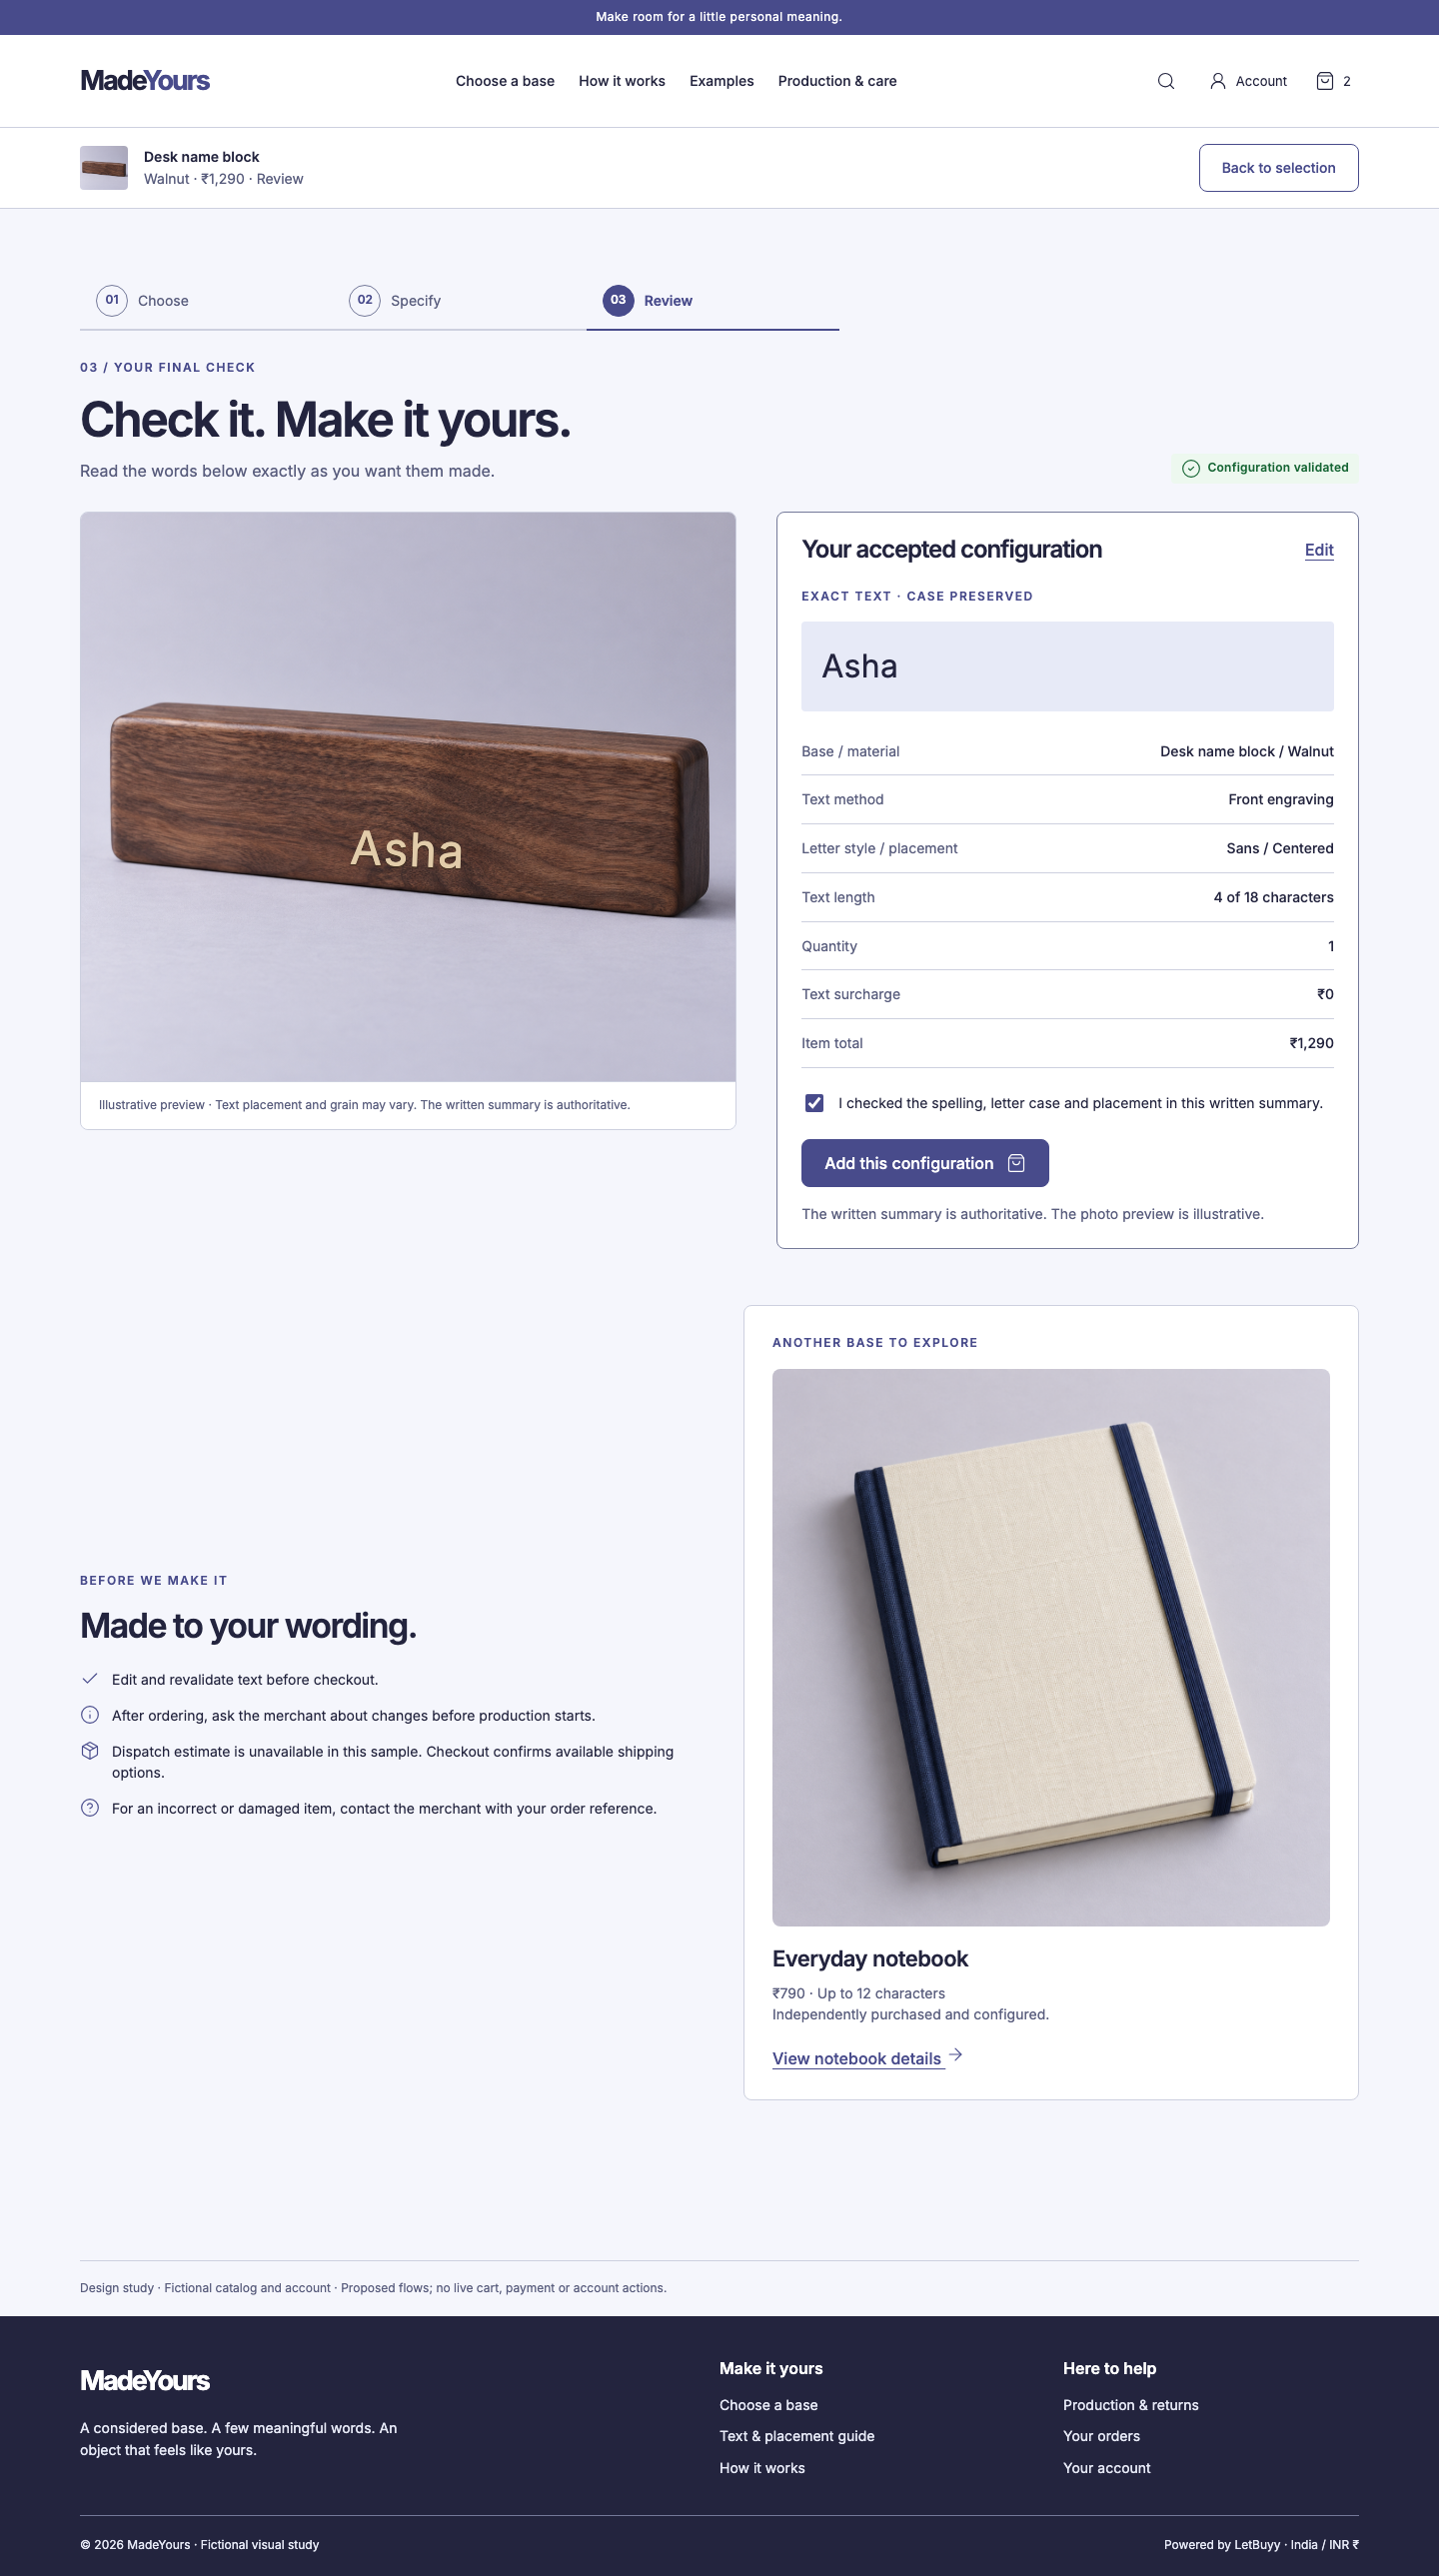 Make room for a little personal meaning.
MadeYours
Choose a base
How it works
Examples
Production & care
Account
2
Desk name block
Walnut · ₹1,290 · Review
Back to selection
01 Choose
02 Specify
03 Review
03 / YOUR FINAL CHECK
Check it. Make it yours.
Read the words below exactly as you want them made.
Configuration validated
Asha
Illustrative preview · Text placement and grain may vary. The written summary is authoritative.
Your accepted configuration
Edit
EXACT TEXT · CASE PRESERVED
Asha
Base / material Desk name block / Walnut
Text method Front engraving
Letter style / placement Sans / Centered
Text length 4 of 18 characters
Quantity 1
Text surcharge ₹0
Item total ₹1,290
I checked the spelling, letter case and placement in this written summary.
Add this configuration
The written summary is authoritative. The photo preview is illustrative.
BEFORE WE MAKE IT
Made to your wording.
Edit and revalidate text before checkout.
After ordering, ask the merchant about changes before production starts.
Dispatch estimate is unavailable in this sample. Checkout confirms available shipping
options.
For an incorrect or damaged item, contact the merchant with your order reference.
ANOTHER BASE TO EXPLORE
Everyday notebook
₹790 · Up to 12 characters
Independently purchased and configured.
View notebook details
Design study · Fictional catalog and account · Proposed flows; no live cart, payment or account actions.
MadeYours
A considered base. A few meaningful words. An
object that feels like yours.
Make it yours
Choose a base
Text & placement guide
How it works
Here to help
Production & returns
Your orders
Your account
© 2026 MadeYours · Fictional visual study
Powered by LetBuyy · India / INR ₹